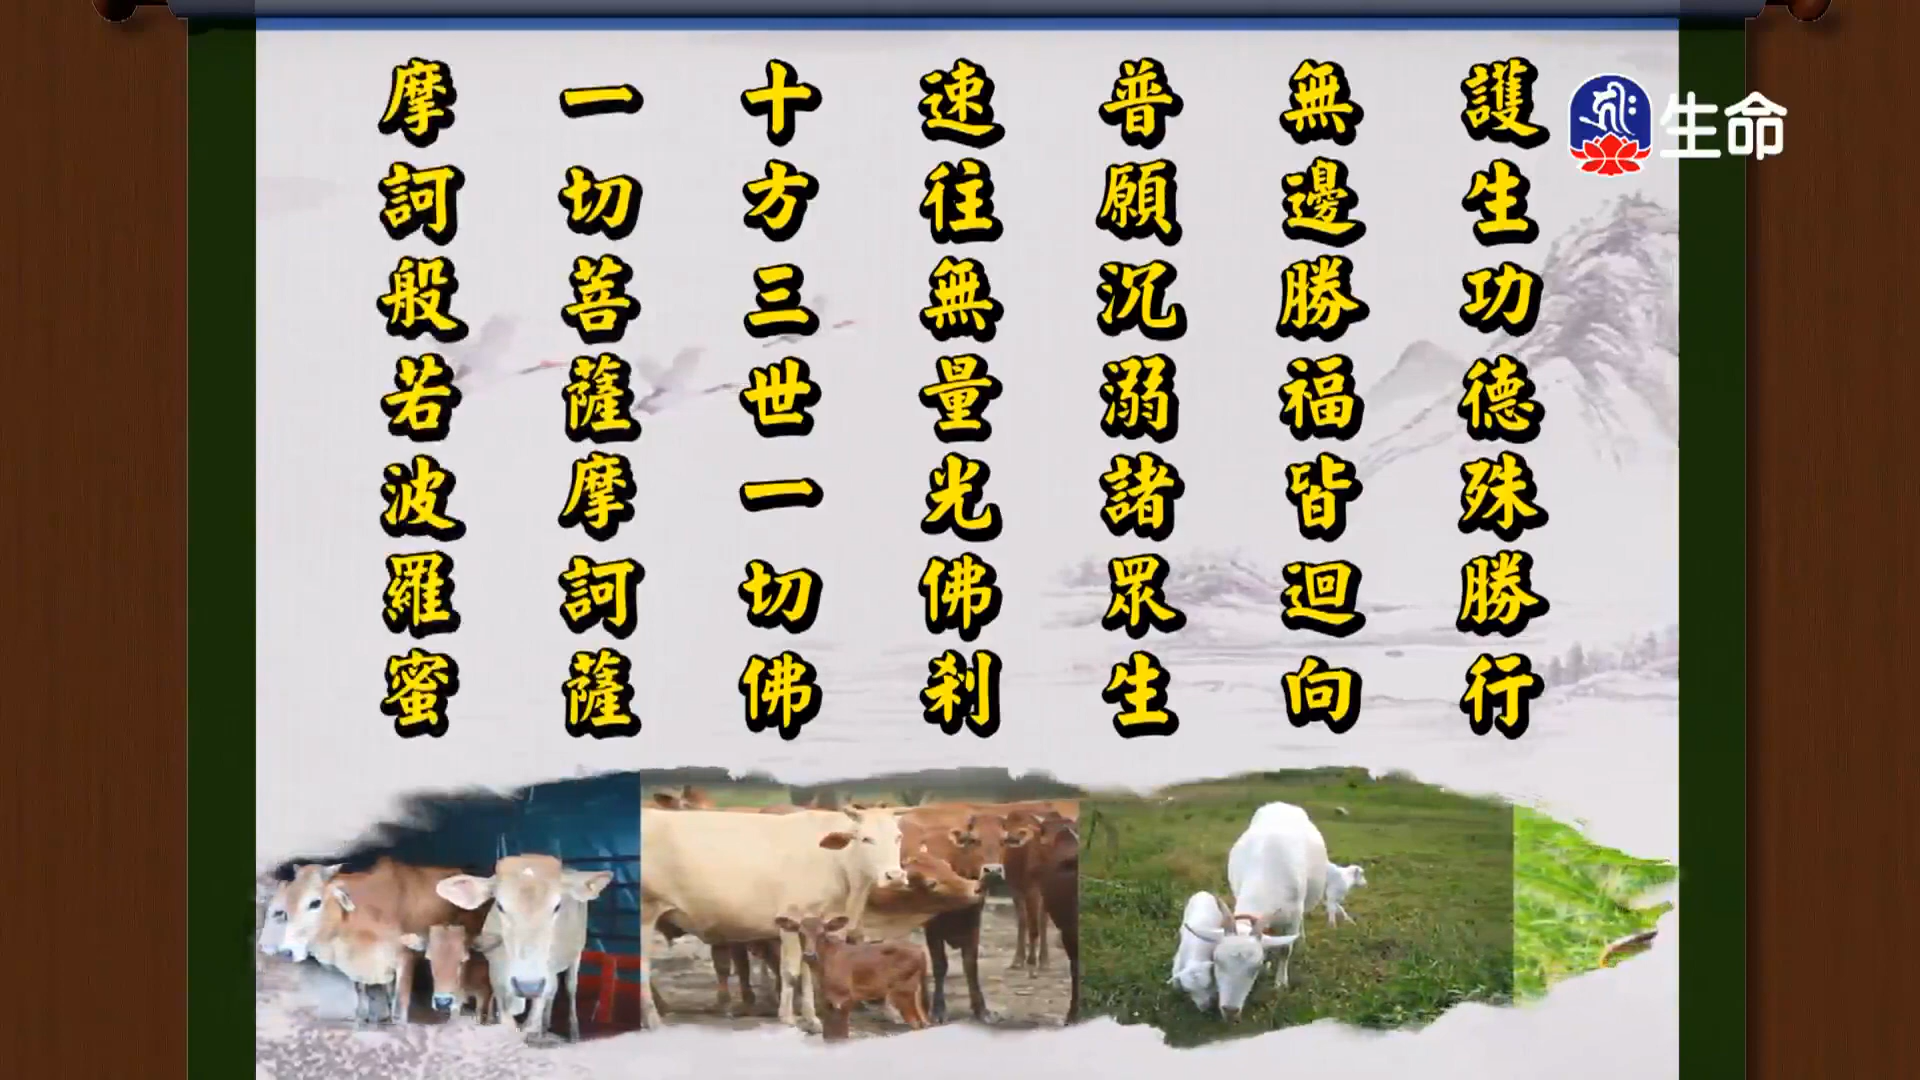 護生功德殊勝行
無邊勝福皆迴向
普願沉溺諸眾生
速往無量光佛剎
十方三世一切佛
一切菩薩摩訶薩
摩訶般若波羅蜜
生命